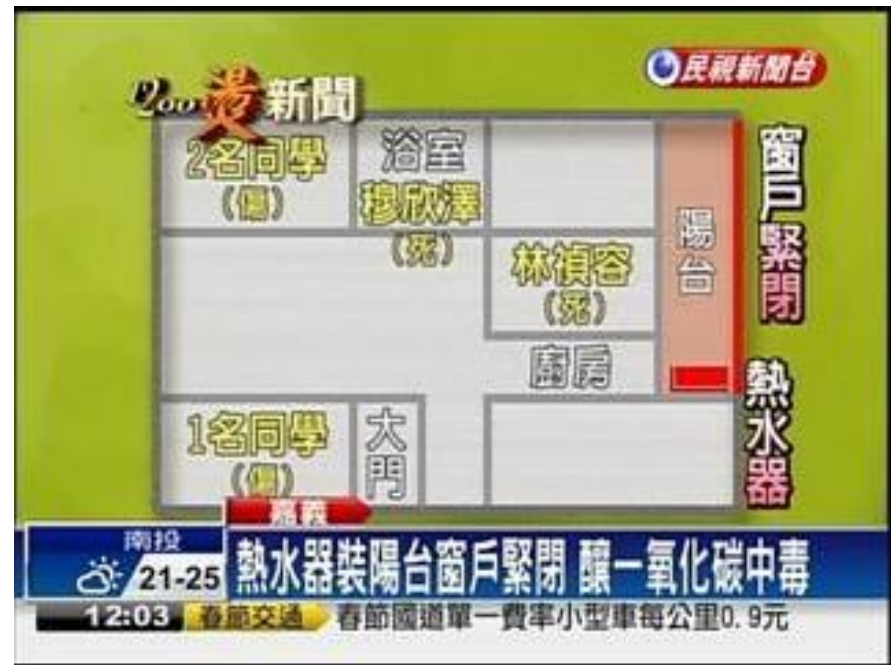 燙新聞
民視新聞台
2名同學
(傷)
浴室
穆欣澤
(死)
林禎容
(死)
陽台
廚房
1名同學
(傷)
大門
窗戶緊閉
熱水器
嘉義
熱水器裝陽台窗戶緊閉 釀一氧化碳中毒
南投
21-25
12:03
春節交通
春節國道單一費率小型車每公里0.9元